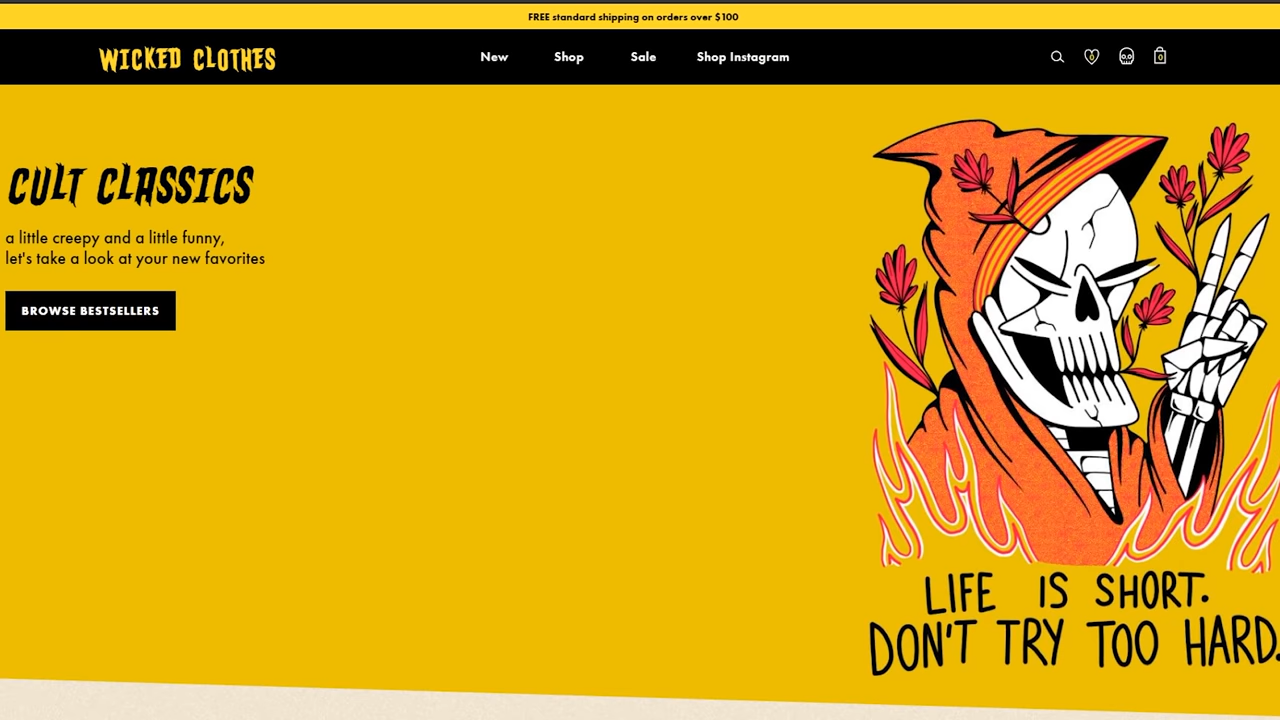 FREE standard shipping on orders over $100
WICKED CLOTHES
New
Shop
Sale
Shop Instagram
0
0
CULT CLASSICS
a little creepy and a little funny,
let's take a look at your new favorites
BROWSE BESTSELLERS
LIFE IS SHORT.
DON'T TRY TOO HARD.